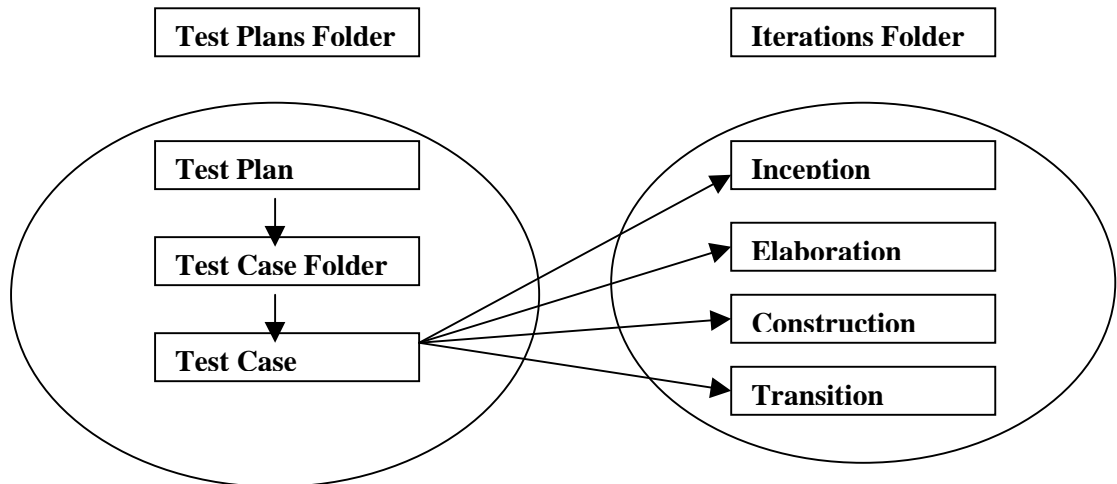 Test Plans Folder
Iterations Folder
Test Plan
Test Case Folder
Test Case
Inception
Elaboration
Construction
Transition